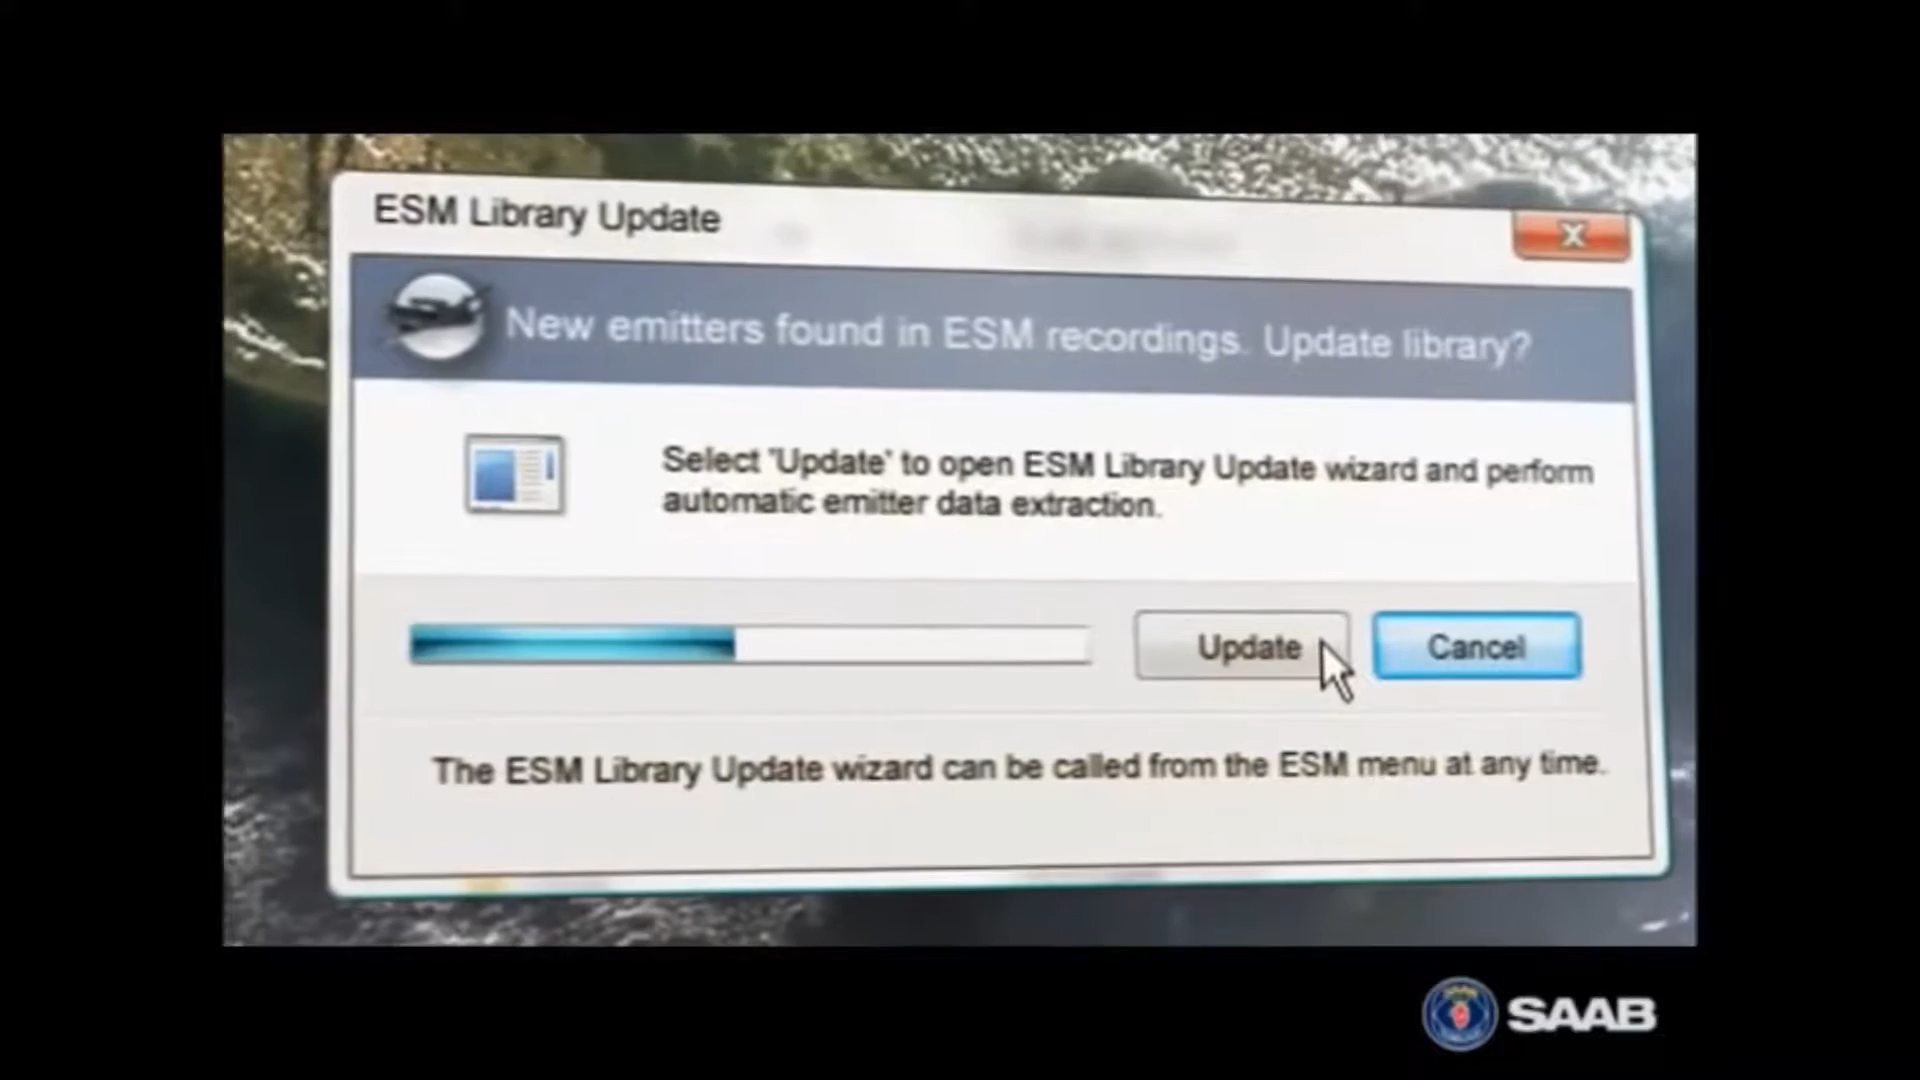 ESM Library Update
New emitters found in ESM recordings. Update library?
Select 'Update' to open ESM Library Update wizard and perform
automatic emitter data extraction.
Update
Cancel
The ESM Library Update wizard can be called from the ESM menu at any time.
SAAB